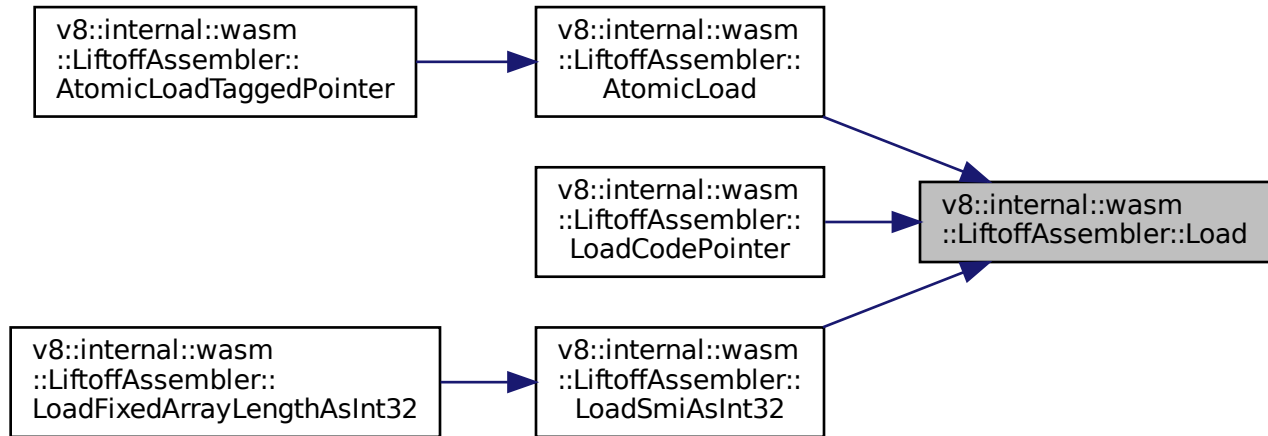 v8::internal::wasm
::LiftoffAssembler::
AtomicLoadTaggedPointer
v8::internal::wasm
::LiftoffAssembler::
AtomicLoad
v8::internal::wasm
::LiftoffAssembler::
LoadCodePointer
v8::internal::wasm
::LiftoffAssembler::Load
v8::internal::wasm
::LiftoffAssembler::
LoadFixedArrayLengthAsInt32
v8::internal::wasm
::LiftoffAssembler::
LoadSmiAsInt32